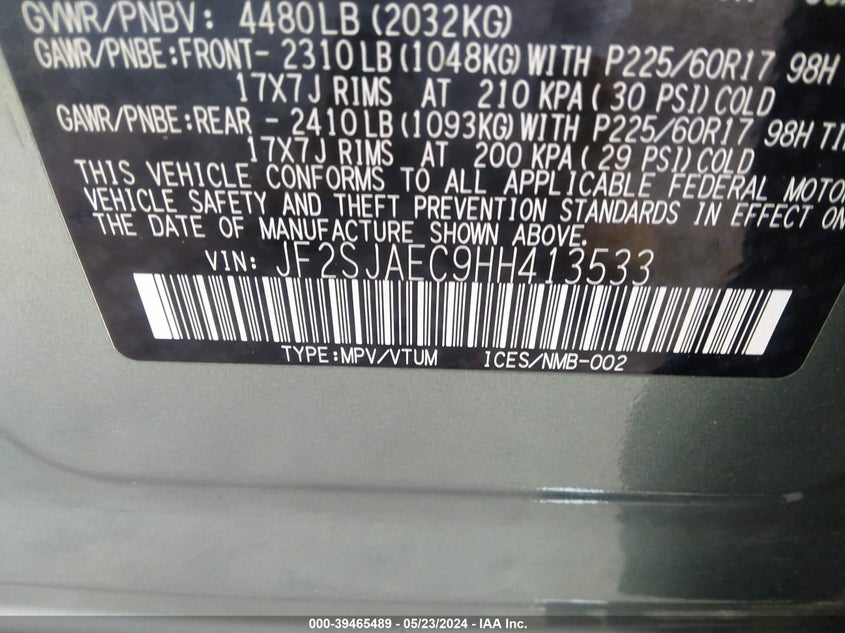 GVWR/PNBV: 4480LB (2032KG)
GAWR/PNBE:FRONT- 2310LB(1048KG)WITH P225/60R17 98H
17X7J RIMS AT 210 KPA( 30 PSI)COLD
GAWR/PNBE:REAR - 2410LB(1093KG)WITH P225/60R17 98H
17X7J RIMS AT 200 KPA( 29 PSI)COLD
THIS VEHICLE CONFORMS TO ALL APPLICABLE FEDERAL MOTOR
VEHICLE SAFETY AND THEFT PREVENTION STANDARDS IN EFFECT ON
THE DATE OF MANUFACTURE SHOWN ABOVE.
VIN: JF2SJAEC9HH413533
TYPE:MPV/VTUM ICES/NMB-002
000-39465489 - 05/23/2024 - IAA Inc.